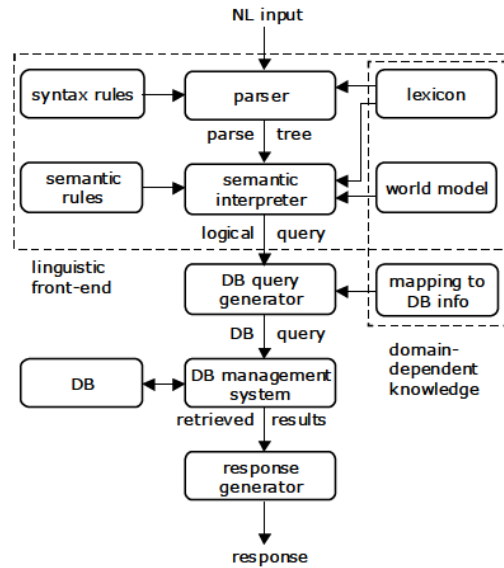 NL input
syntax rules
parser
lexicon
parse tree
semantic
rules
semantic
interpreter
world model
logical query
linguistic
front-end
DB query
generator
mapping to
DB info
DB query
domain-
dependent
knowledge
DB
DB management
system
retrieved results
response
generator
response